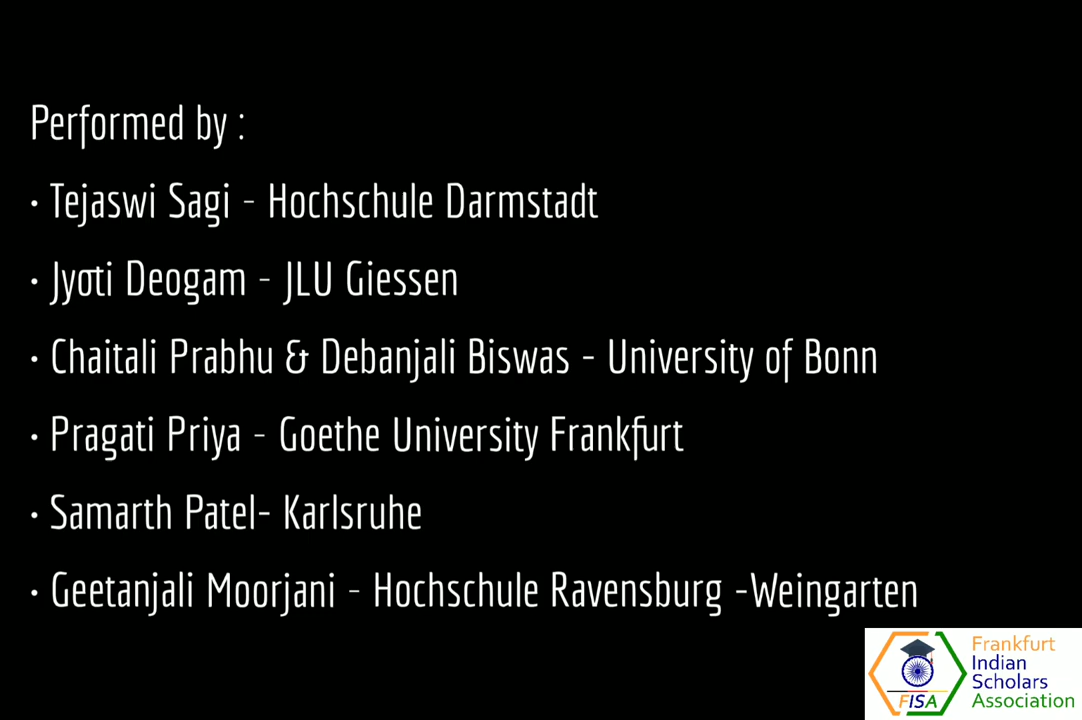 Performed by :
• Tejaswi Sagi - Hochschule Darmstadt
• Jyoti Deogam - JLU Giessen
• Chaitali Prabhu & Debanjali Biswas - University of Bonn
• Pragati Priya - Goethe University Frankfurt
• Samarth Patel- Karlsruhe
• Geetanjali Moorjani - Hochschule Ravensburg -Weingarten
FISA
Frankfurt
Indian
Scholars
Association